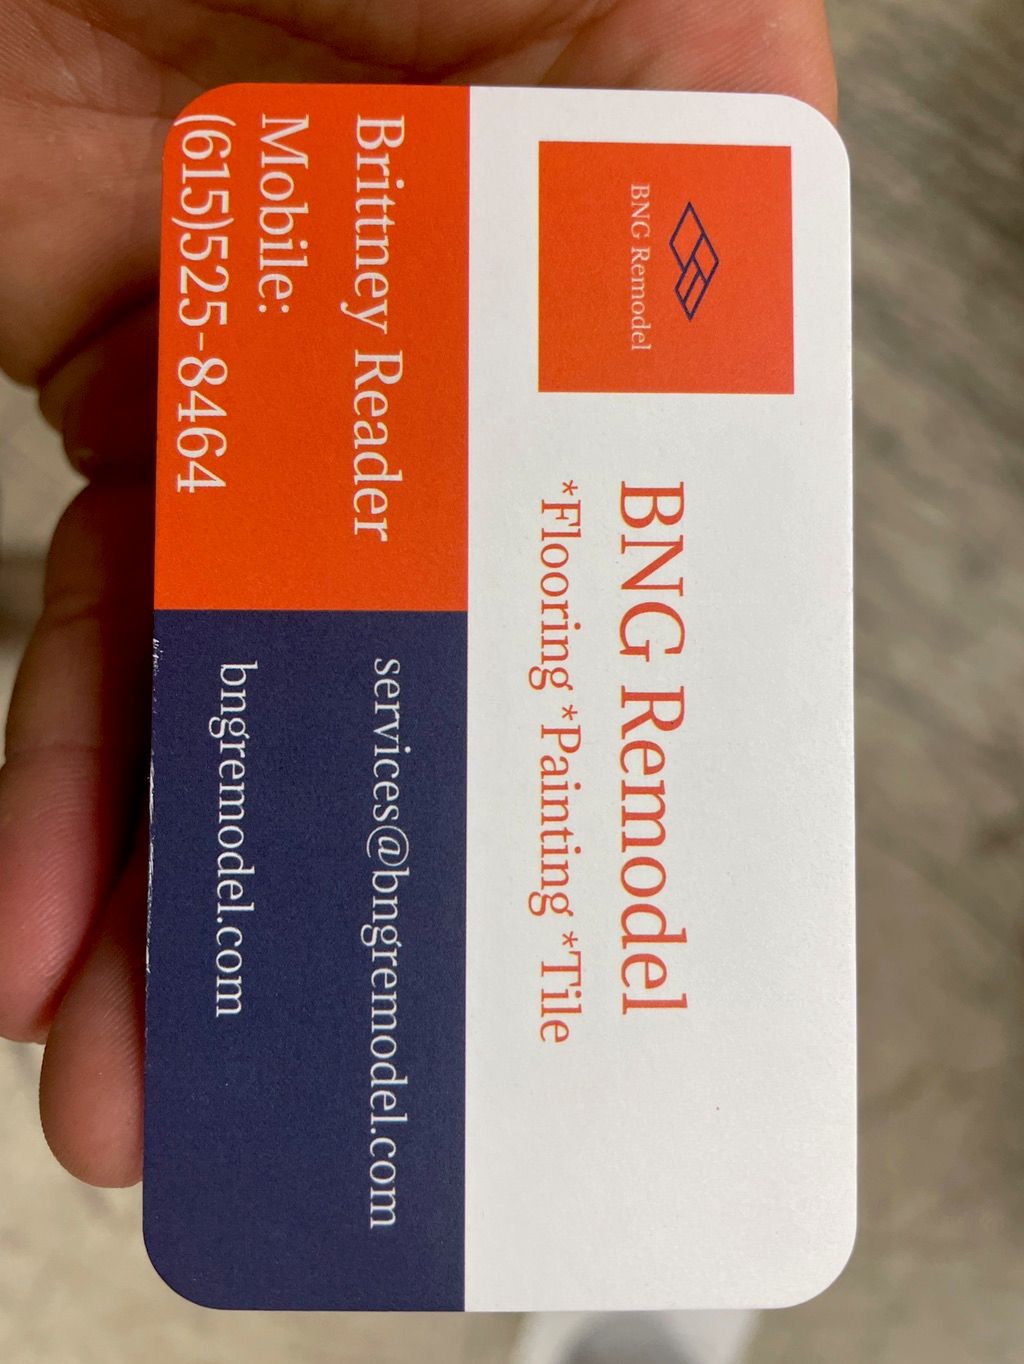 BNG Remodel
BNG Remodel
*Flooring *Painting *Tile
Brittney Reader
Mobile:
(615)525-8464
services@bngremodel.com
bngremodel.com